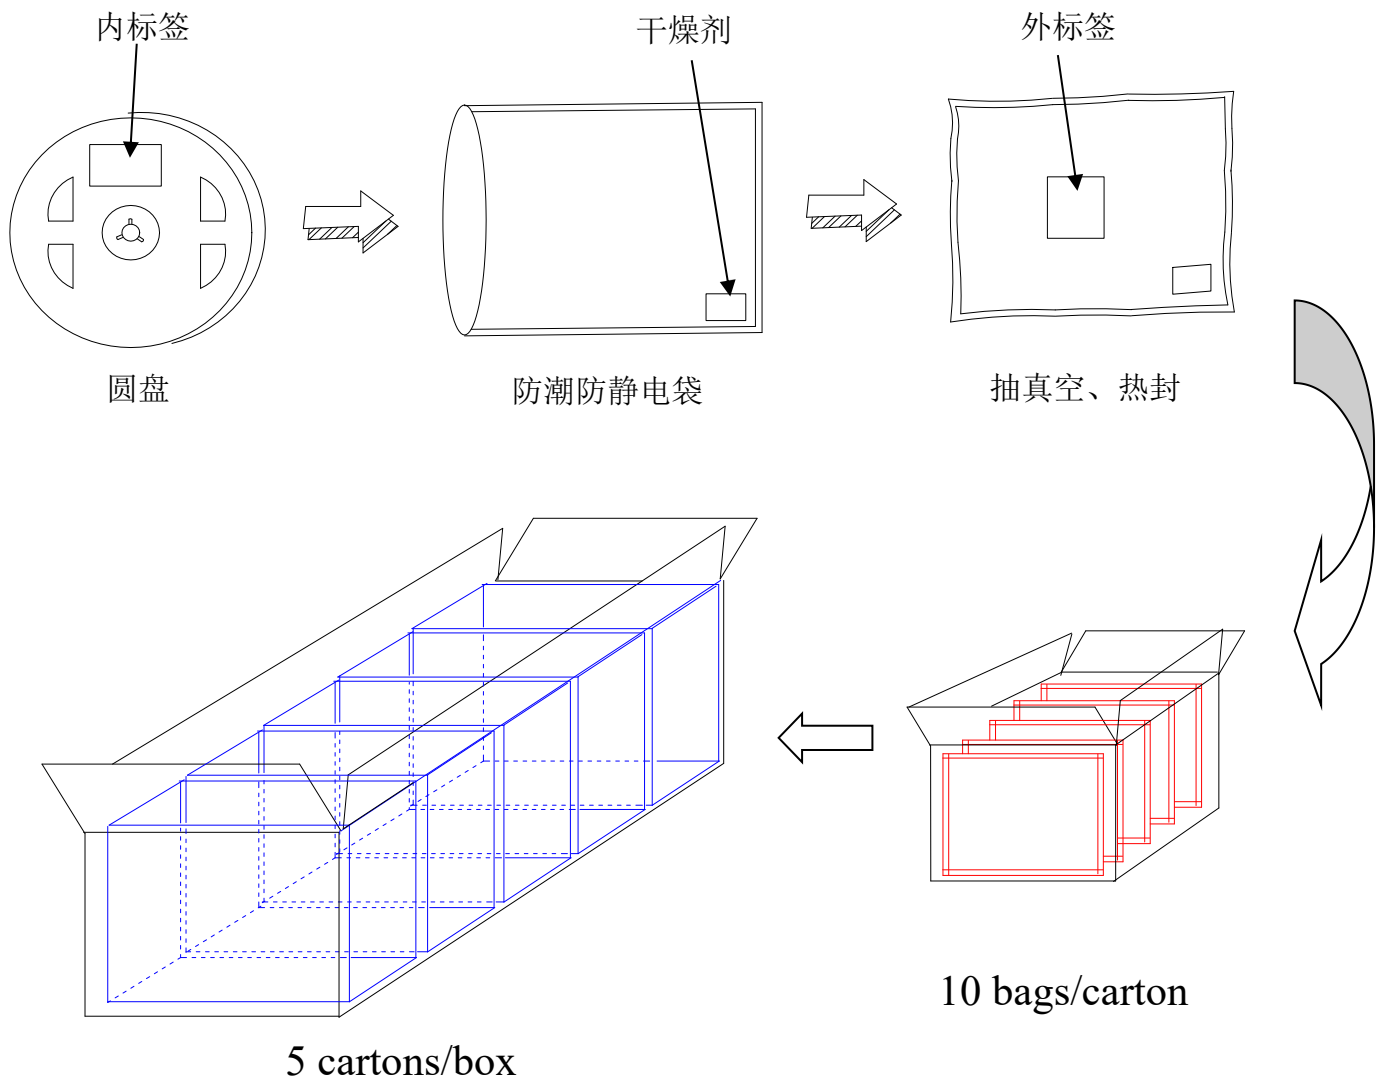 内标签
干燥剂
外标签
圆盘
防潮防静电袋
抽真空、热封
10 bags/carton
5 cartons/box